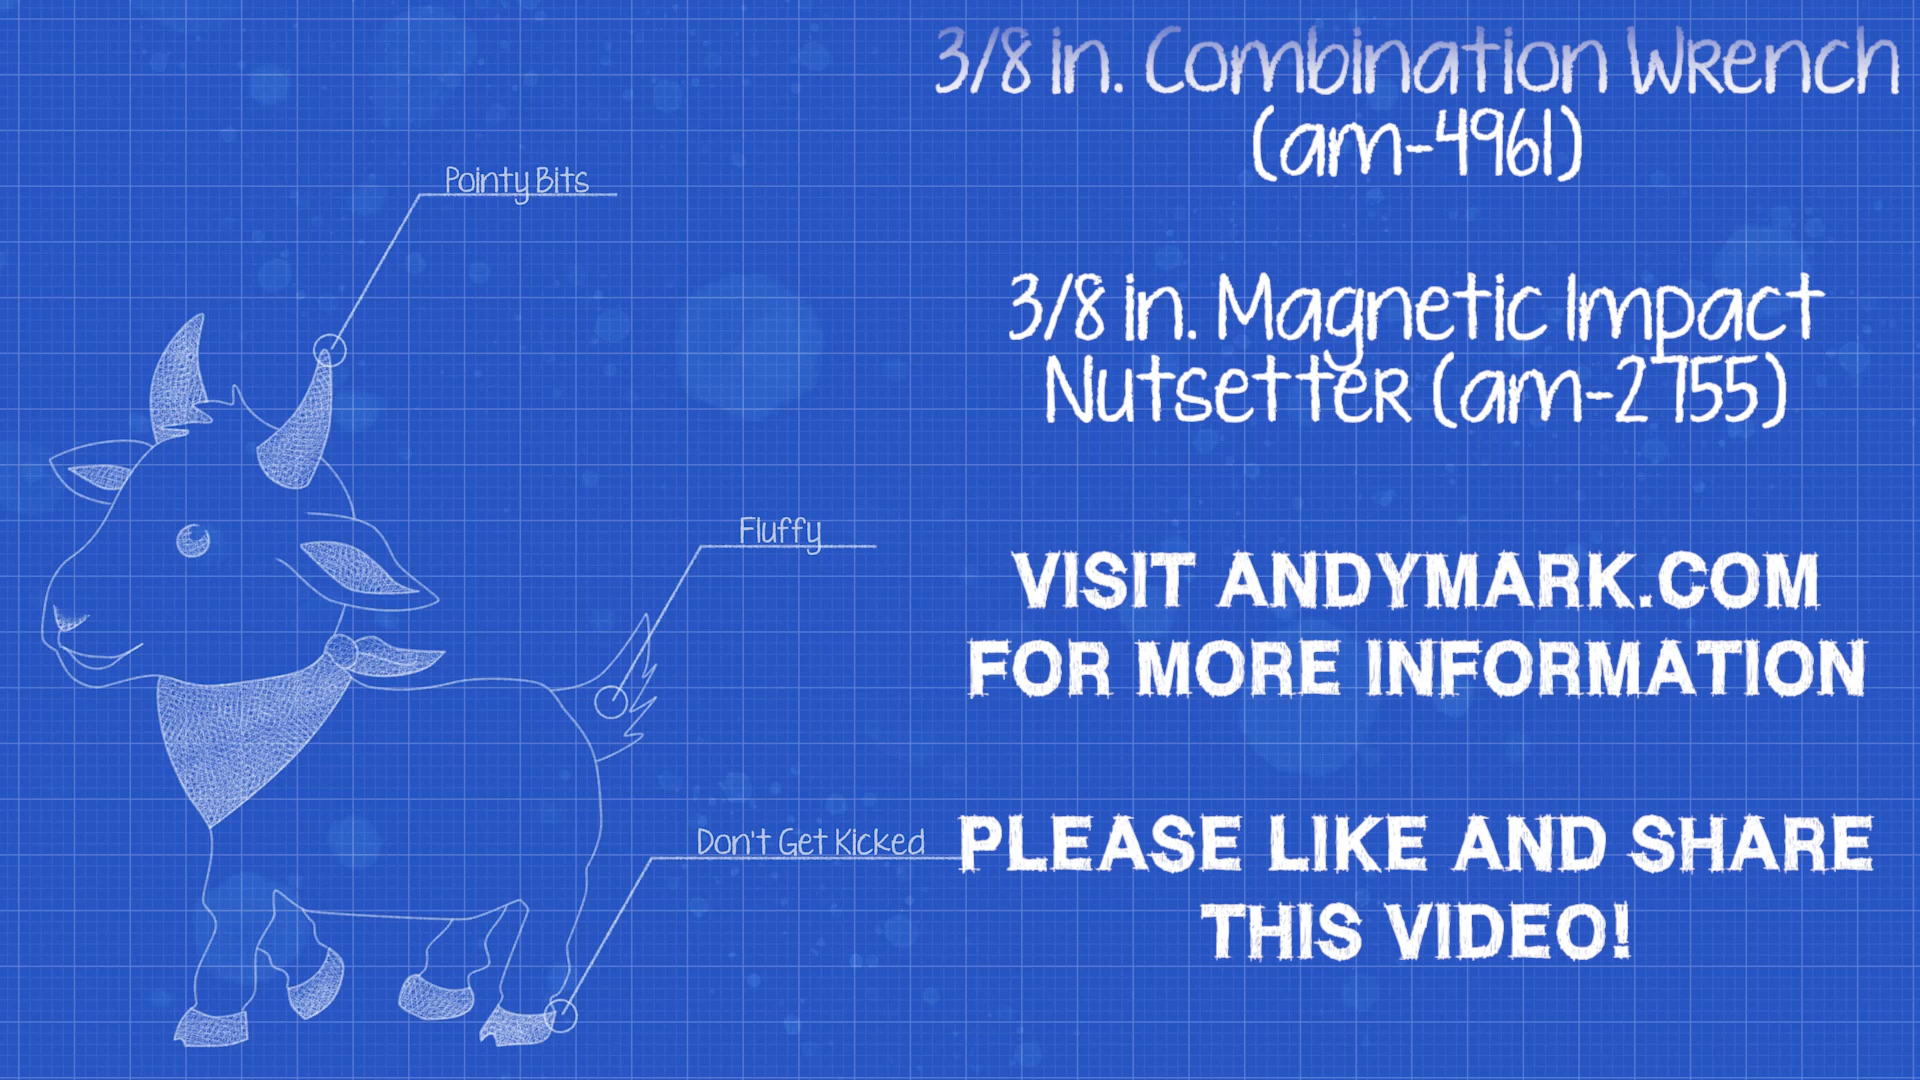 3/8 in. Combination Wrench
(am-4961)
3/8 in. Magnetic Impact
Nutsetter (am-2755)
VISIT ANDYMARK.COM
FOR MORE INFORMATION
PLEASE LIKE AND SHARE
THIS VIDEO!
Pointy Bits
Fluffy
Don't Get Kicked